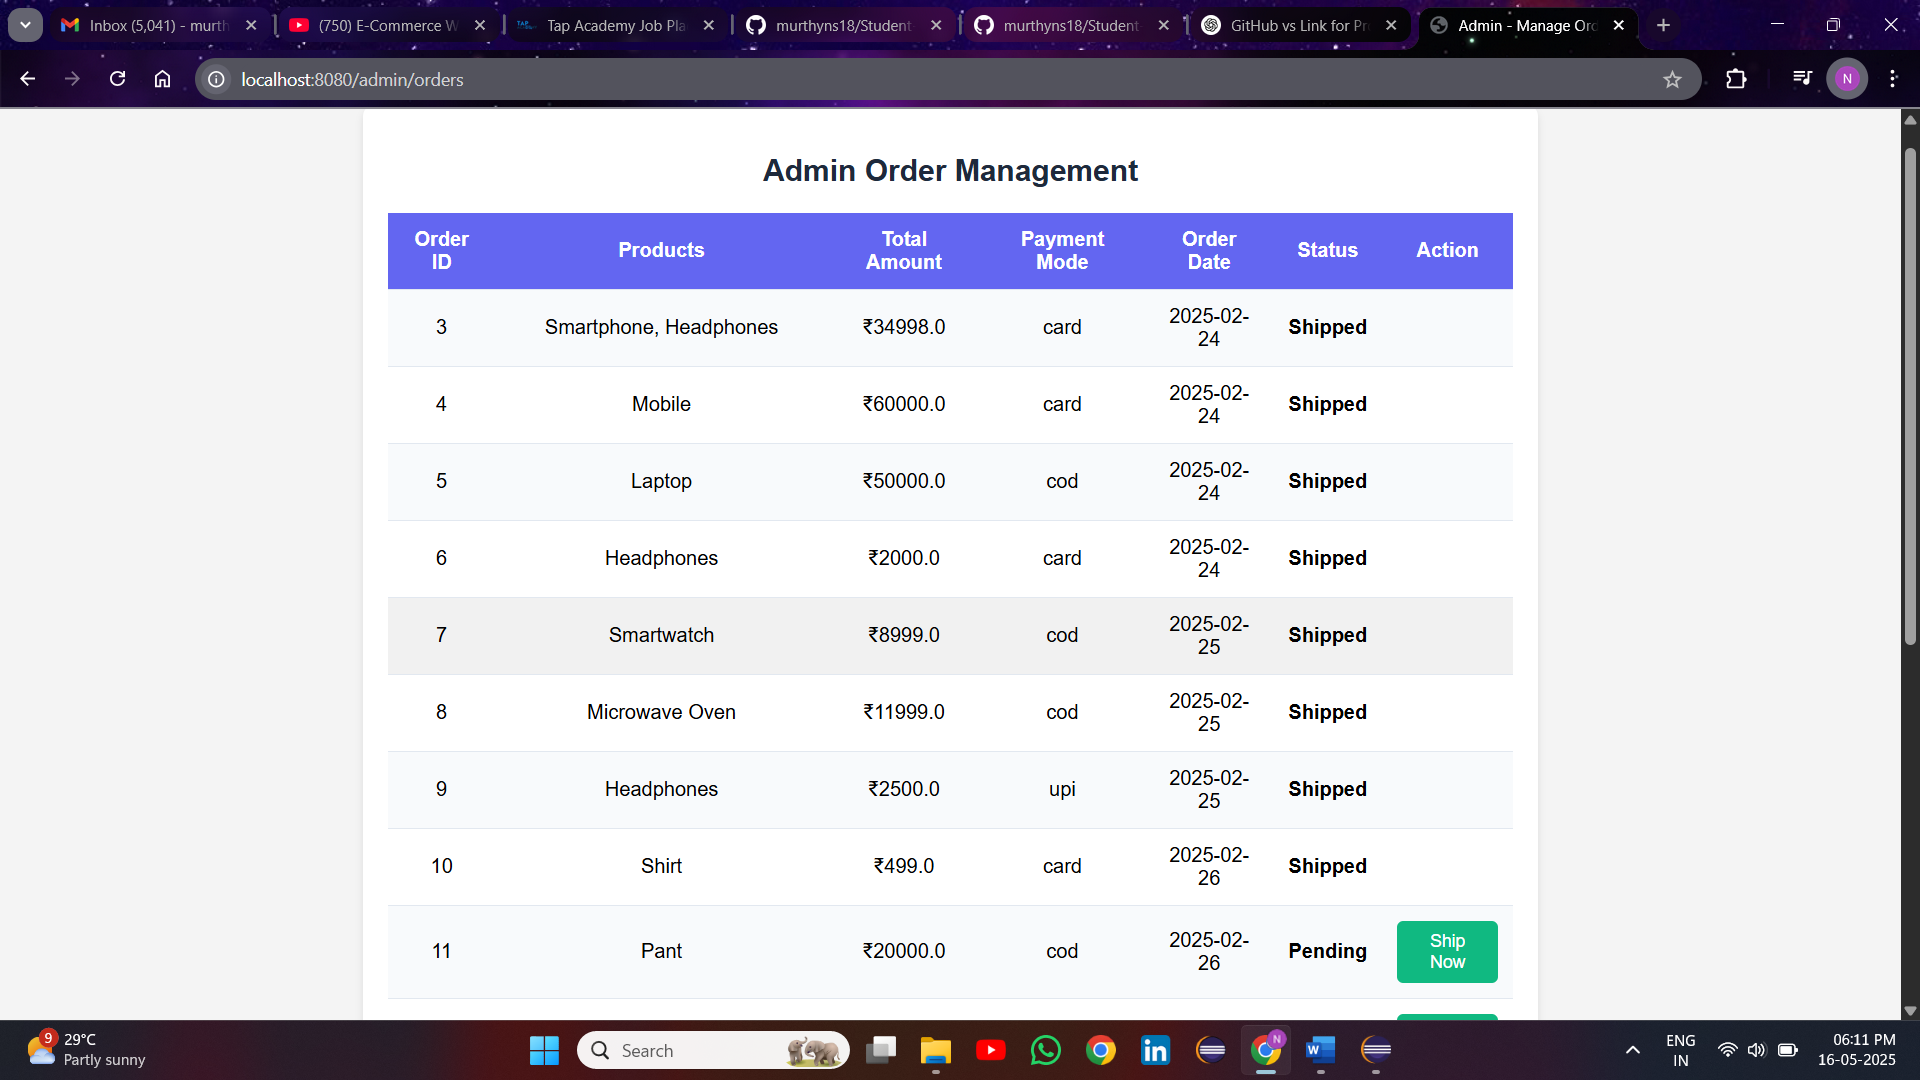 Inbox (5,041) - murth
(750) E-Commerce W
TAP
Tap Academy Job Pla
murthyns18/Student
murthyns18/Student
GitHub vs Link for Pr
Admin - Manage Ord
localhost:8080/admin/orders
N
Admin Order Management
Order ID Products Total Amount Payment Mode Order Date Status Action
3 Smartphone, Headphones ₹34998.0 card 2025-02-24 Shipped
4 Mobile ₹60000.0 card 2025-02-24 Shipped
5 Laptop ₹50000.0 cod 2025-02-24 Shipped
6 Headphones ₹2000.0 card 2025-02-24 Shipped
7 Smartwatch ₹8999.0 cod 2025-02-25 Shipped
8 Microwave Oven ₹11999.0 cod 2025-02-25 Shipped
9 Headphones ₹2500.0 upi 2025-02-25 Shipped
10 Shirt ₹499.0 card 2025-02-26 Shipped
11 Pant ₹20000.0 cod 2025-02-26 Pending Ship Now
9
29°C
Partly sunny
Search
in
N
W
ENG
IN
06:11 PM
16-05-2025